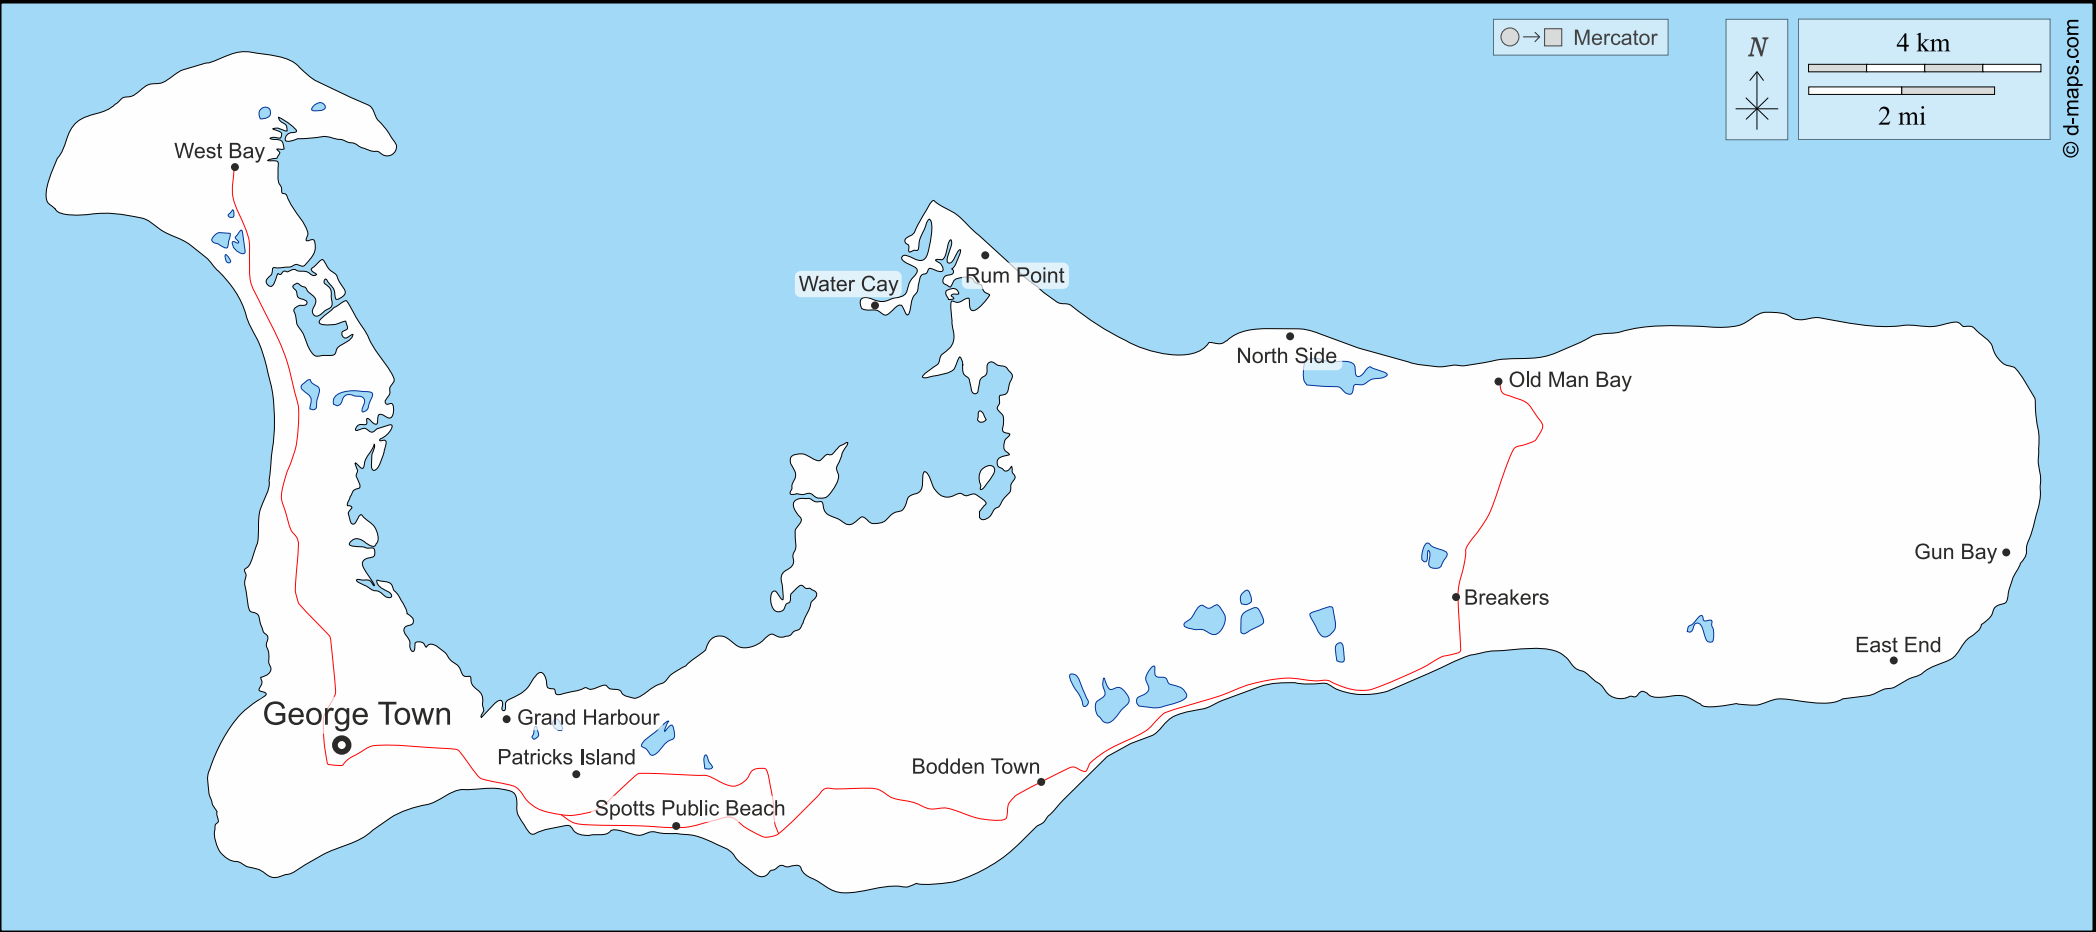 Mercator
N
4 km
2 mi
© d-maps.com
West Bay
Water Cay
Rum Point
North Side
Old Man Bay
Gun Bay
Breakers
East End
George Town
Grand Harbour
Patricks Island
Bodden Town
Spotts Public Beach